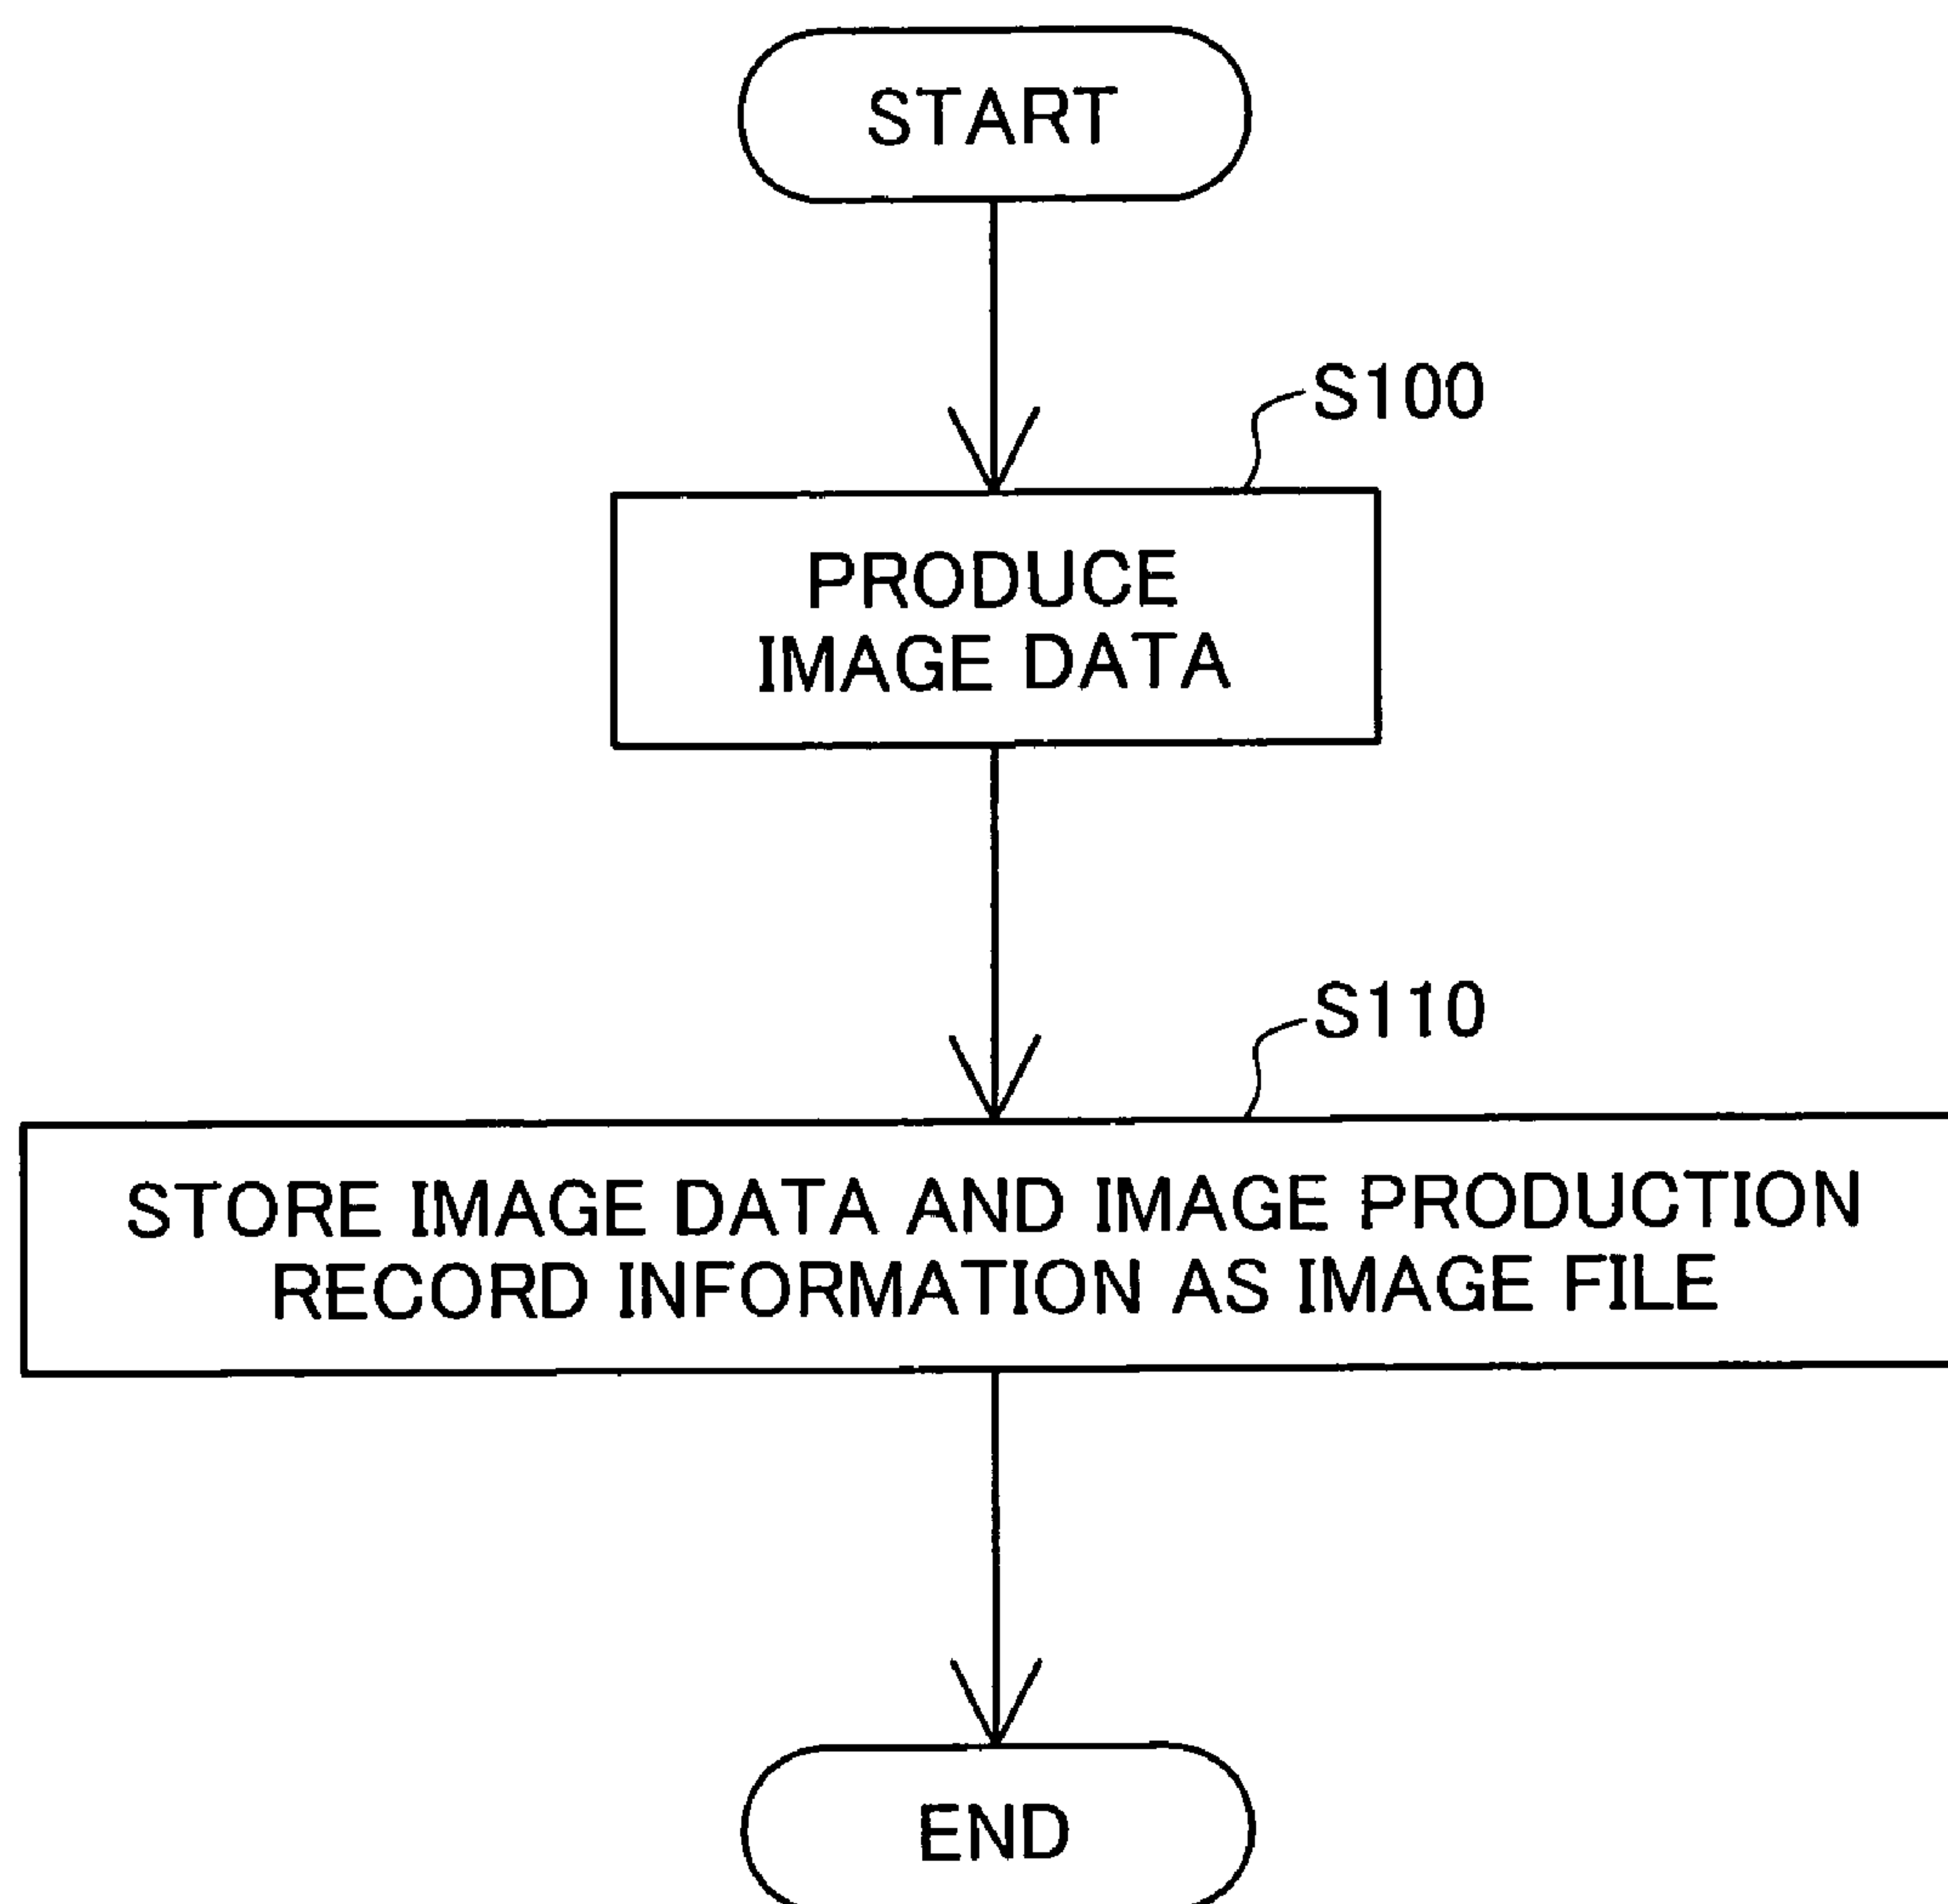 START
S100
PRODUCE
IMAGE DATA
S110
STORE IMAGE DATA AND IMAGE PRODUCTION
RECORD INFORMATION AS IMAGE FILE
END